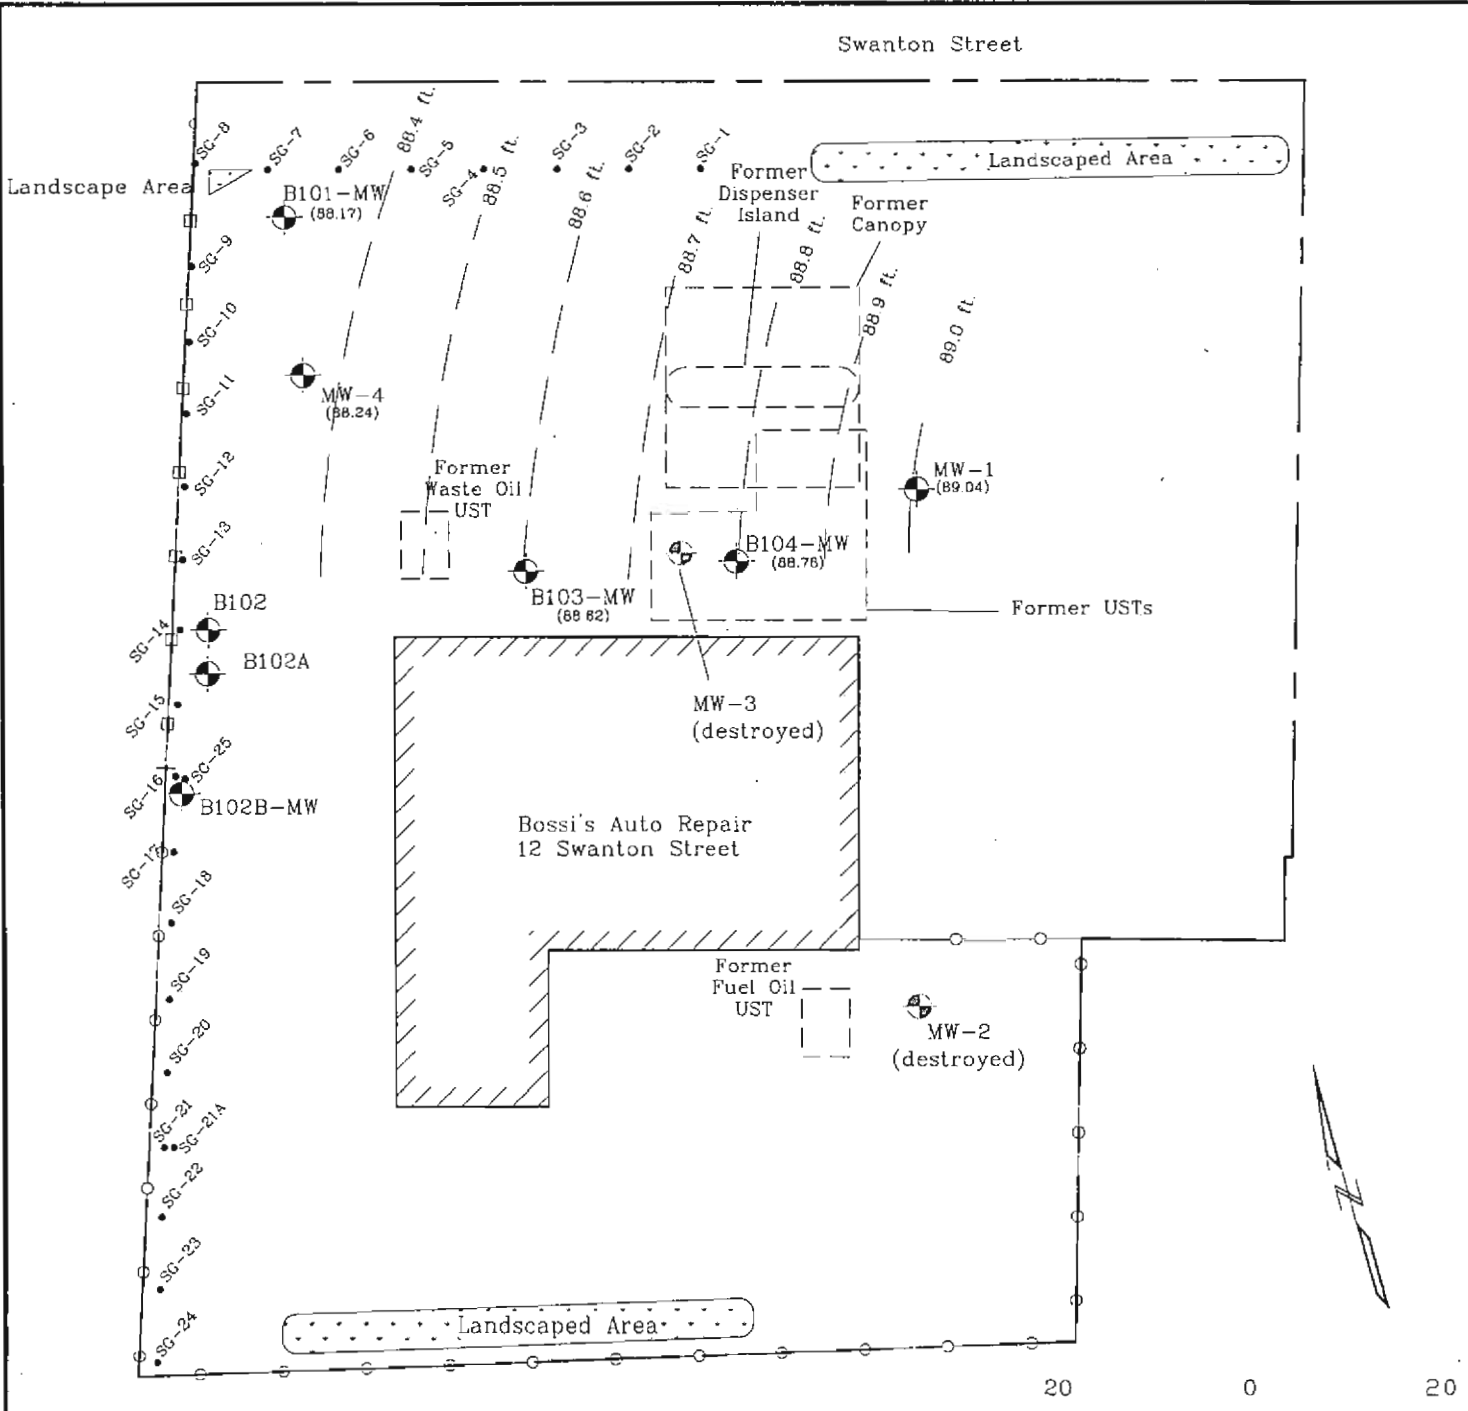 Swanton Street
SG-8
SG-7
SG-6
88.4 ft.
SG-5
SG-4
88.5 ft.
SG-3
88.6 ft.
SG-2
SG-1
Landscaped Area
Landscape Area
B101-MW
(88.17)
Former
Dispenser
Island
Former
Canopy
88.7 ft.
88.8 ft.
88.9 ft.
89.0 ft.
SG-9
SG-10
SG-11
MW-4
(88.24)
SG-12
Former
Waste Oil
UST
MW-1
(89.04)
SG-13
B104-MW
(88.76)
B103-MW
(88.62)
Former USTs
B102
SG-14
B102A
SG-15
MW-3
(destroyed)
SG-25
SG-16
B102B-MW
Bossi's Auto Repair
12 Swanton Street
SG-17
SG-18
SG-19
Former
Fuel Oil
UST
SG-20
MW-2
(destroyed)
SG-21
SG-21A
SG-22
N
SG-23
SG-24
Landscaped Area
20 0 20